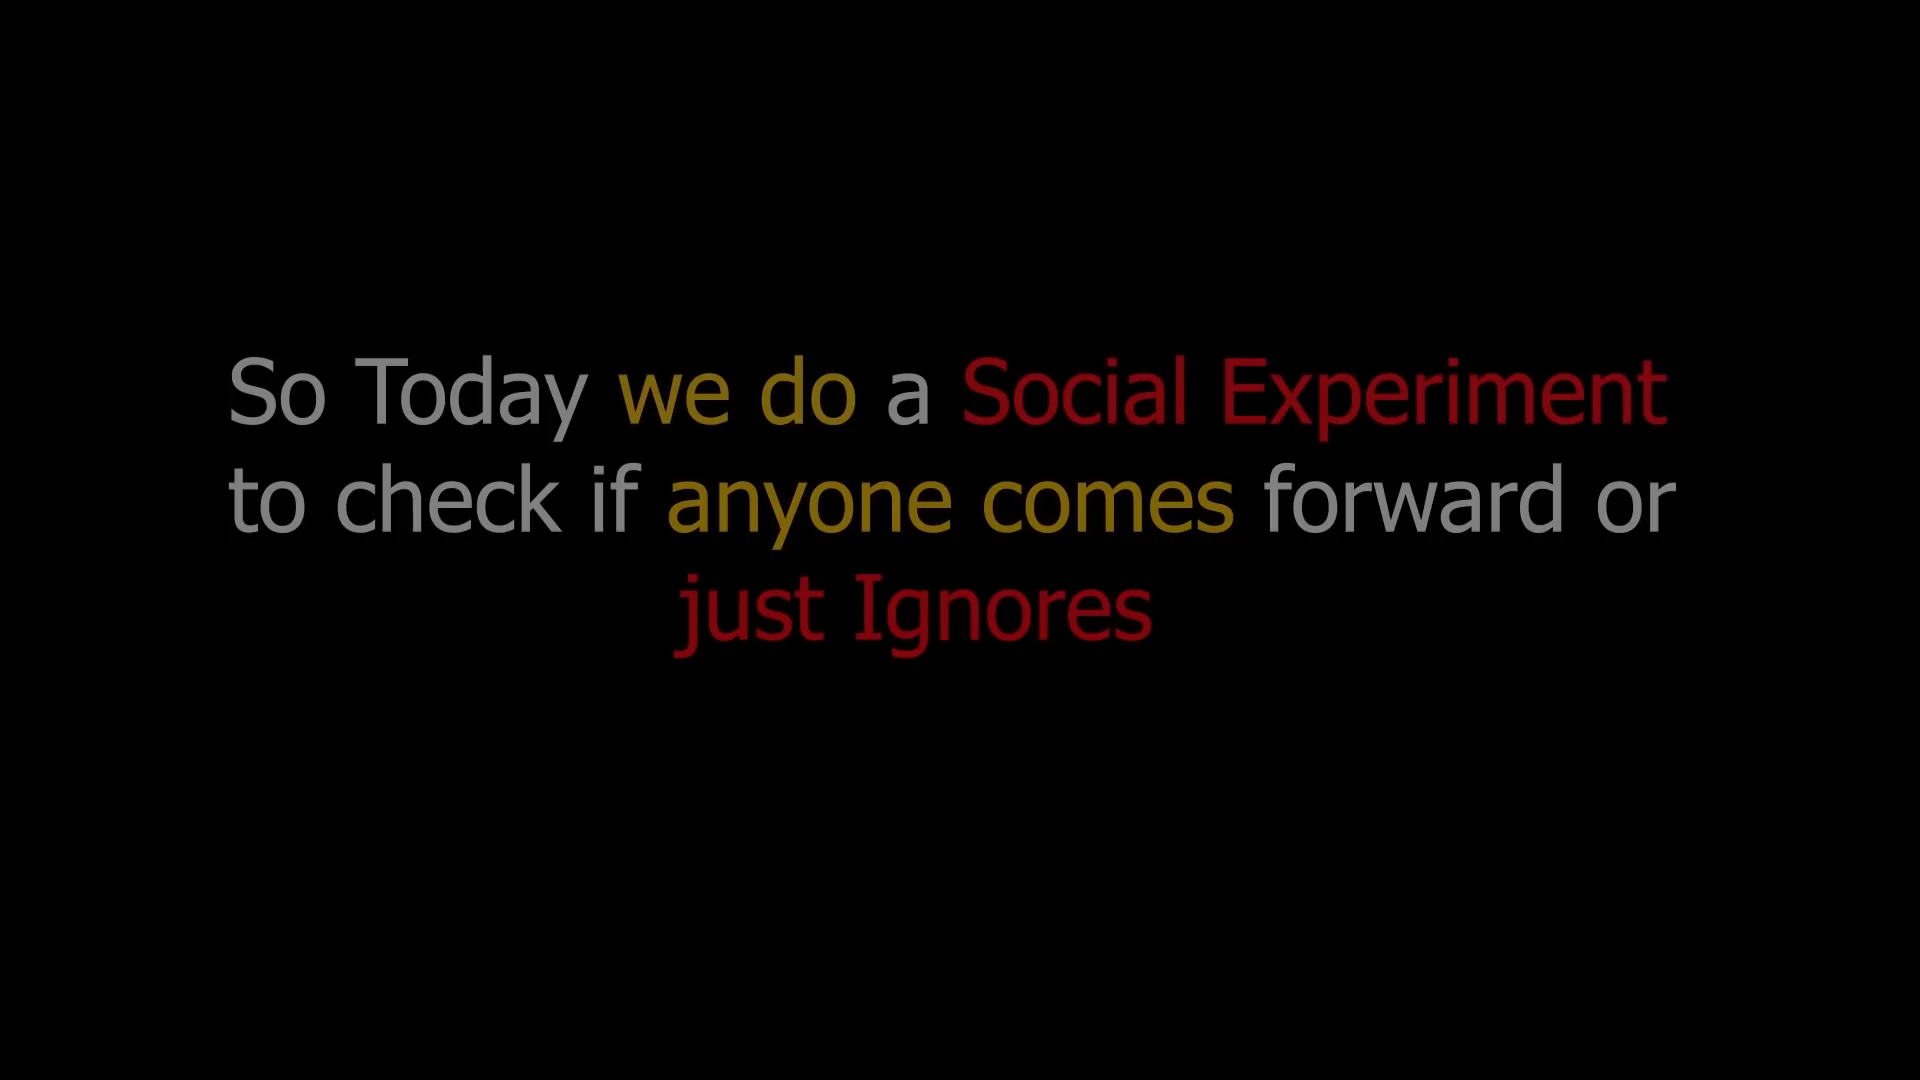 So Today we do a Social Experiment
to check if anyone comes forward or
just Ignores